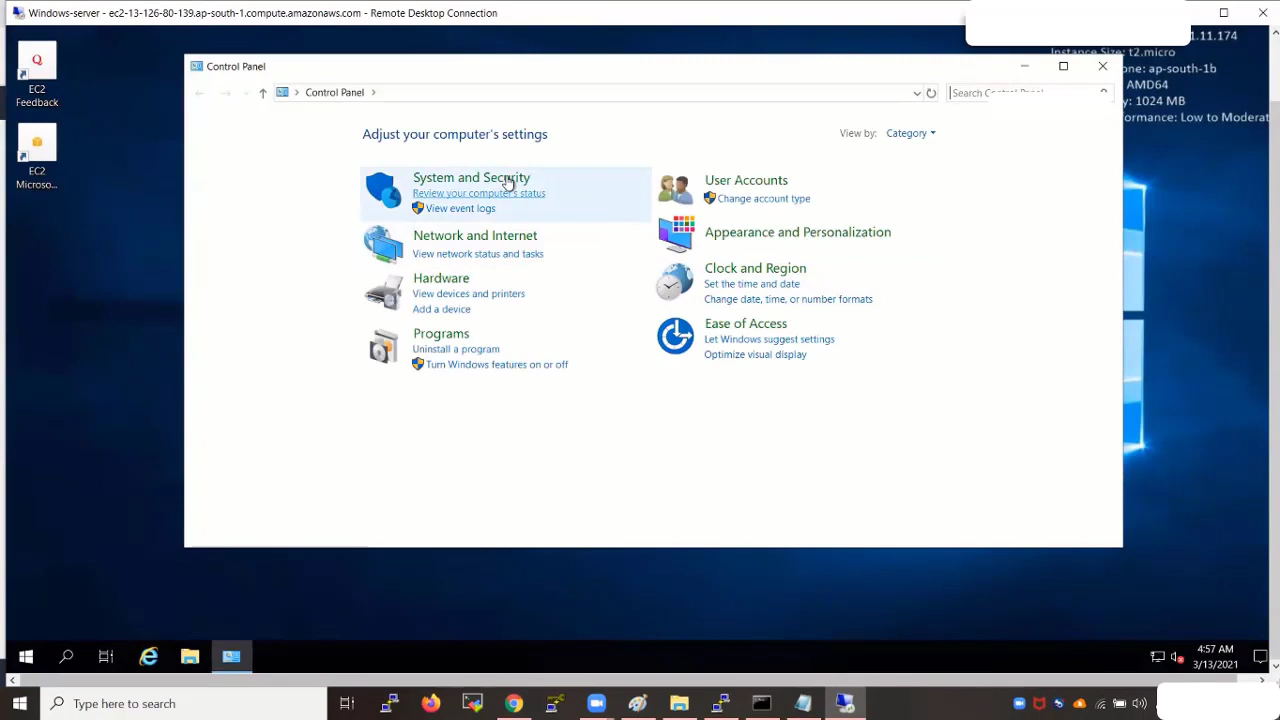 Windows-server - ec2-13-126-80-139.ap-south-1.compute.amazonaws.com - Remote Desktop Connection
1.11.174
Instance Size: t2.micro
one: ap-south-1b
AMD64
y: 1024 MB
ormance: Low to Moderat
EC2
Feedback
EC2
Microso...
Control Panel
Control Panel
Search Control Panel
Adjust your computer's settings
View by: Category
System and Security
Review your computer's status
View event logs
Network and Internet
View network status and tasks
Hardware
View devices and printers
Add a device
Programs
Uninstall a program
Turn Windows features on or off
User Accounts
Change account type
Appearance and Personalization
Clock and Region
Set the time and date
Change date, time, or number formats
Ease of Access
Let Windows suggest settings
Optimize visual display
4:57 AM
3/13/2021
Type here to search